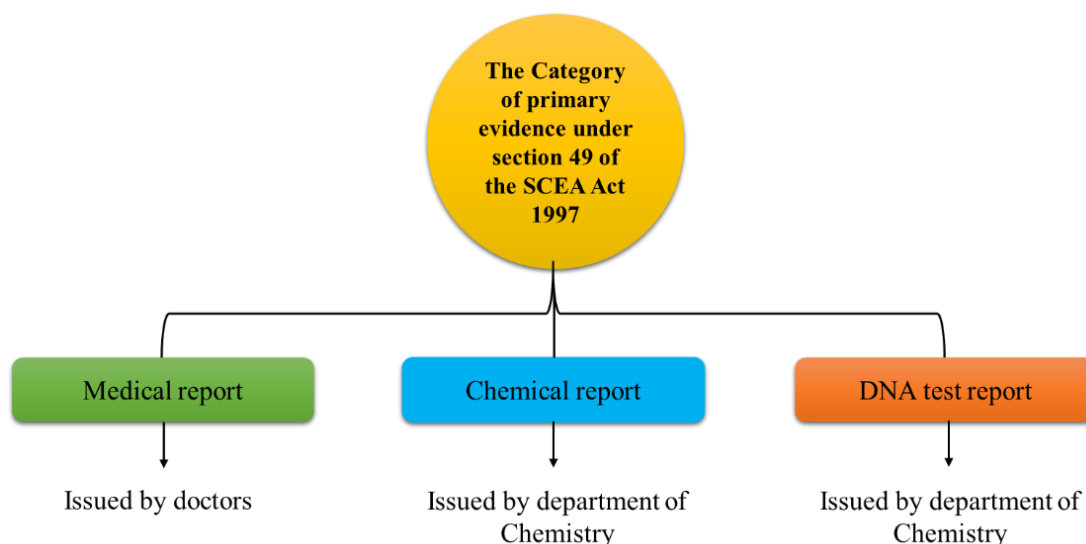 The Category
of primary
evidence under
section 49 of
the SCEA Act
1997
Medical report
Chemical report
DNA test report
Issued by doctors
Issued by department of
Chemistry
Issued by department of
Chemistry